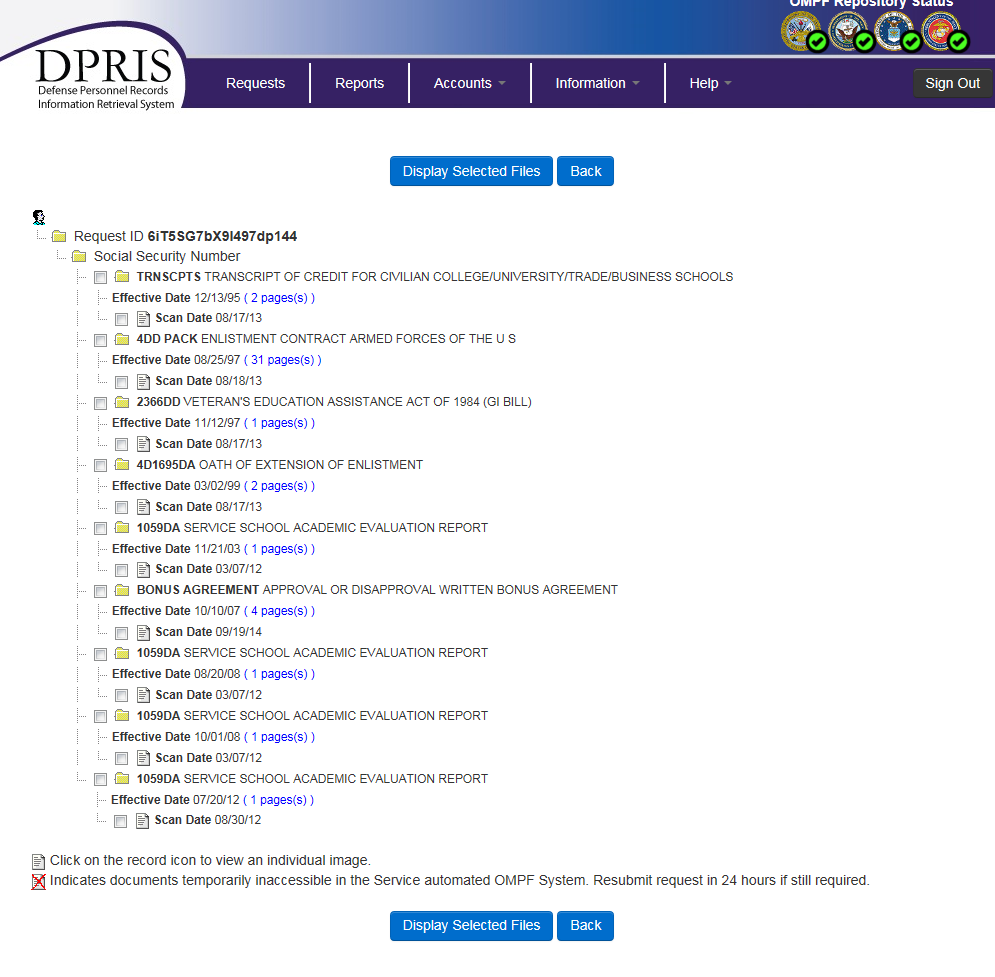 OMPF Repository Status
DPRIS
Defense Personnel Records
Information Retrieval System
Requests
Reports
Accounts
Information
Help
Sign Out
Display Selected Files
Back
Request ID 6iT5SG7bX9I497dp144
Social Security Number
TRNSCPTS TRANSCRIPT OF CREDIT FOR CIVILIAN COLLEGE/UNIVERSITY/TRADE/BUSINESS SCHOOLS
Effective Date 12/13/95 ( 2 pages(s) )
Scan Date 08/17/13
4DD PACK ENLISTMENT CONTRACT ARMED FORCES OF THE U S
Effective Date 08/25/97 ( 31 pages(s) )
Scan Date 08/18/13
2366DD VETERAN'S EDUCATION ASSISTANCE ACT OF 1984 (GI BILL)
Effective Date 11/12/97 ( 1 pages(s) )
Scan Date 08/17/13
4D1695DA OATH OF EXTENSION OF ENLISTMENT
Effective Date 03/02/99 ( 2 pages(s) )
Scan Date 08/17/13
1059DA SERVICE SCHOOL ACADEMIC EVALUATION REPORT
Effective Date 11/21/03 ( 1 pages(s) )
Scan Date 03/07/12
BONUS AGREEMENT APPROVAL OR DISAPPROVAL WRITTEN BONUS AGREEMENT
Effective Date 10/10/07 ( 4 pages(s) )
Scan Date 09/19/14
1059DA SERVICE SCHOOL ACADEMIC EVALUATION REPORT
Effective Date 08/20/08 ( 1 pages(s) )
Scan Date 03/07/12
1059DA SERVICE SCHOOL ACADEMIC EVALUATION REPORT
Effective Date 10/01/08 ( 1 pages(s) )
Scan Date 03/07/12
1059DA SERVICE SCHOOL ACADEMIC EVALUATION REPORT
Effective Date 07/20/12 ( 1 pages(s) )
Scan Date 08/30/12
Click on the record icon to view an individual image.
Indicates documents temporarily inaccessible in the Service automated OMPF System. Resubmit request in 24 hours if still required.
Display Selected Files
Back